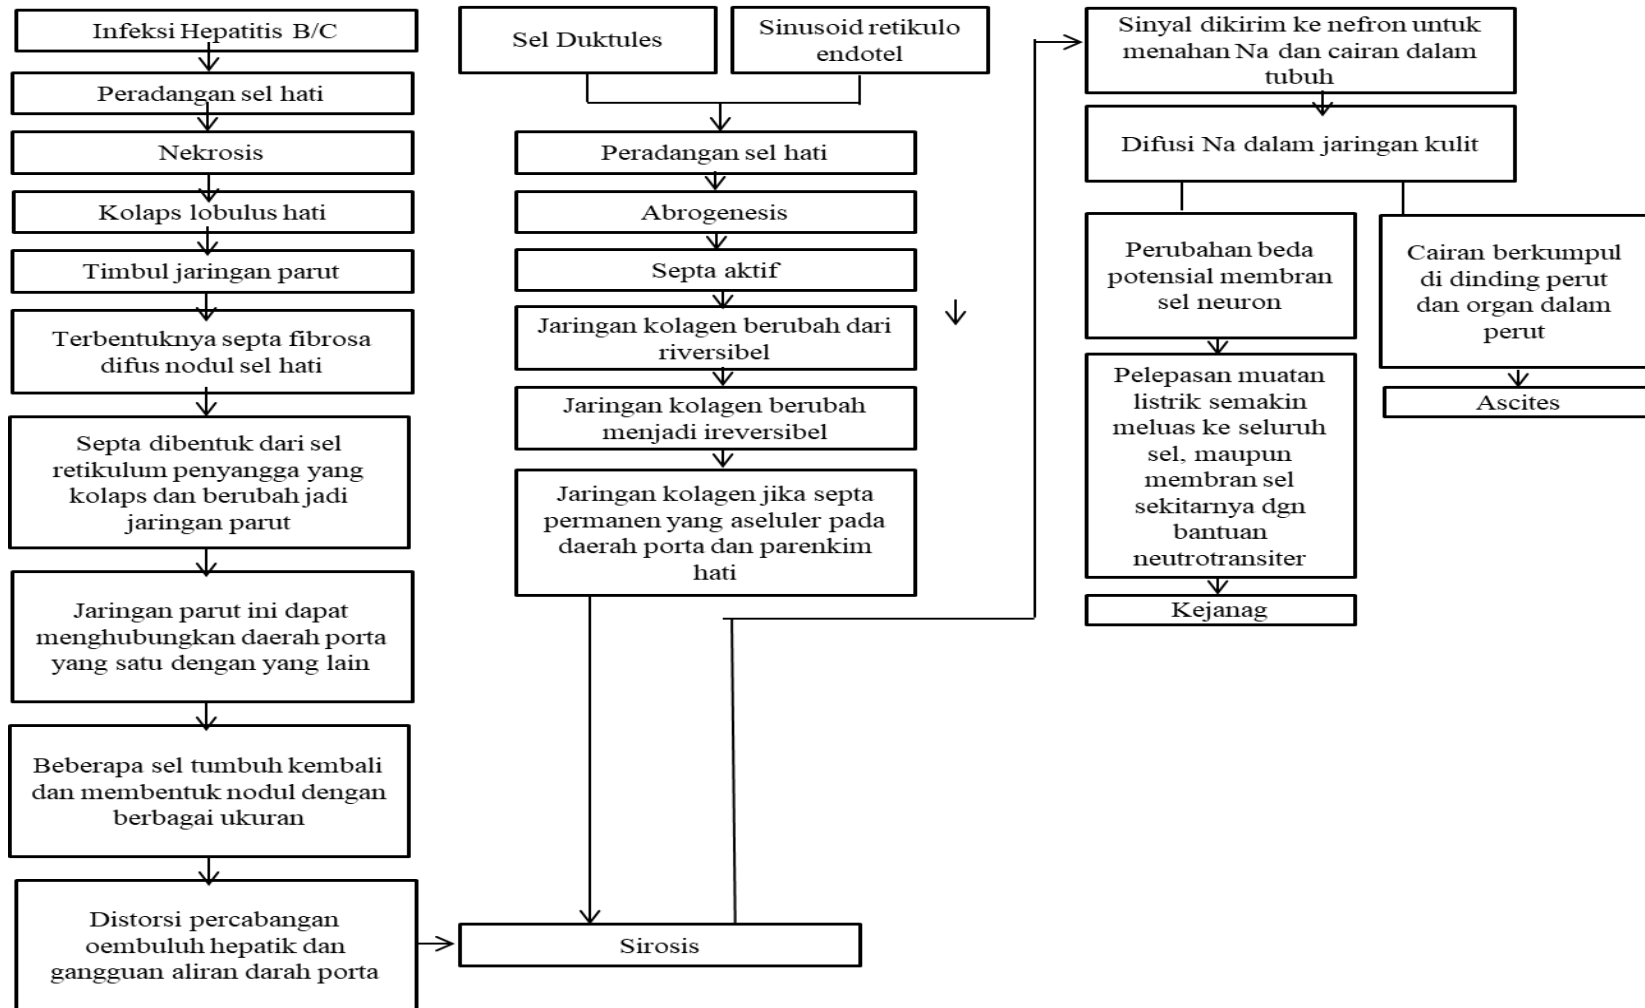 Infeksi Hepatitis B/C
Peradangan sel hati
Nekrosis
Kolaps lobulus hati
Timbul jaringan parut
Terbentuknya septa fibrosa
difus nodul sel hati
Septa dibentuk dari sel
retikulum penyangga yang
kolaps dan berubah jadi
jaringan parut
Jaringan parut ini dapat
menghubungkan daerah porta
yang satu dengan yang lain
Beberapa sel tumbuh kembali
dan membentuk nodul dengan
berbagai ukuran
Distorsi percabangan
oembuluh hepatik dan
gangguan aliran darah porta
Sel Duktules
Sinusoid retikulo
endotel
Peradangan sel hati
Abrogenesis
Septa aktif
Jaringan kolagen berubah dari
riversibel
Jaringan kolagen berubah
menjadi ireversibel
Jaringan kolagen jika septa
permanen yang aseluler pada
daerah porta dan parenkim
hati
Sirosis
Sinyal dikirim ke nefron untuk
menahan Na dan cairan dalam
tubuh
Difusi Na dalam jaringan kulit
Perubahan beda
potensial membran
sel neuron
Pelepasan muatan
listrik semakin
meluas ke seluruh
sel, maupun
membran sel
sekitarnya dgn
bantuan
neutrotransiter
Kejanag
Cairan berkumpul
di dinding perut
dan organ dalam
perut
Ascites